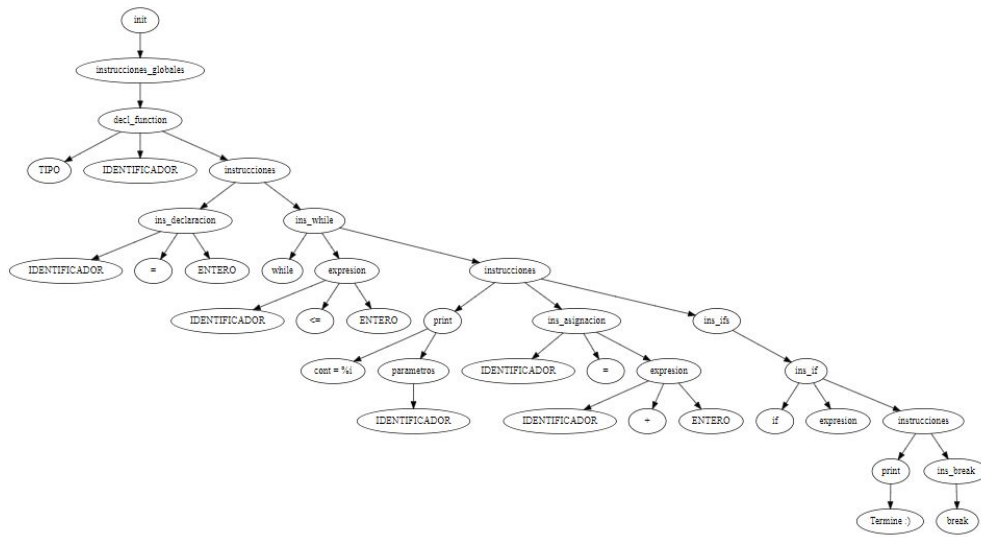 init
instrucciones_globales
decl_function
TIPO
IDENTIFICADOR
instrucciones
ins_declaracion
ins_while
IDENTIFICADOR
=
ENTERO
while
expresion
instrucciones
IDENTIFICADOR
<=
ENTERO
print
ins_asignacion
ins_ifs
cont = %i
parametros
IDENTIFICADOR
=
expresion
ins_if
IDENTIFICADOR
IDENTIFICADOR
+
ENTERO
if
expresion
instrucciones
print
ins_break
Termine :)
break